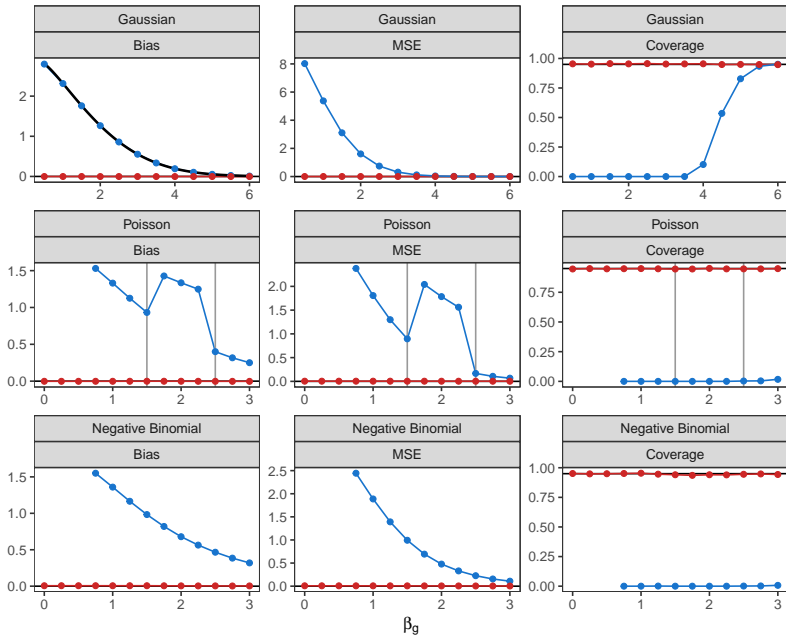 Gaussian Gaussian Gaussian
Bias MSE Coverage
2
1
0
2 4 6
8
6
4
2
0
2 4 6
1.00
0.75
0.50
0.25
0.00
2 4 6
Poisson Poisson Poisson
Bias MSE Coverage
1.5
1.0
0.5
0.0
0 1 2 3
2.0
1.5
1.0
0.5
0.0
0 1 2 3
0.75
0.50
0.25
0.00
0 1 2 3
Negative Binomial Negative Binomial Negative Binomial
Bias MSE Coverage
1.5
1.0
0.5
0.0
0 1 2 3
2.5
2.0
1.5
1.0
0.5
0.0
0 1 2 3
1.00
0.75
0.50
0.25
0.00
0 1 2 3
βg